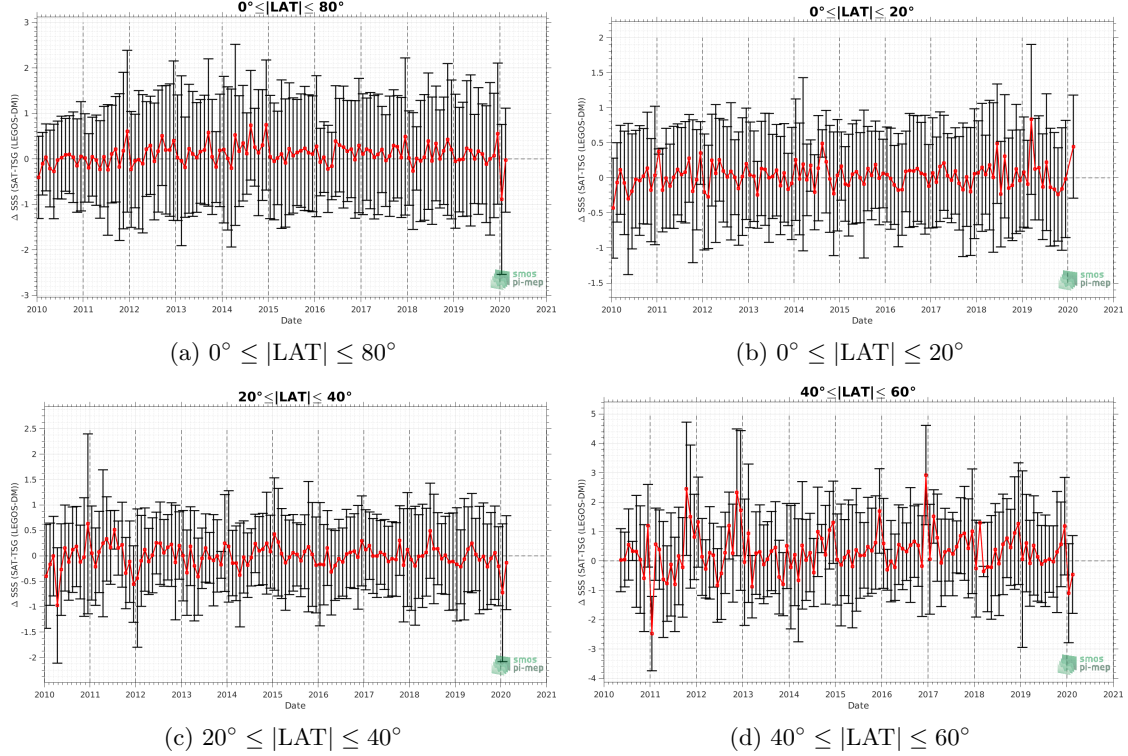 0°≤|LAT|≤ 80°
Δ SSS (SAT-TSG (LEGOS-DM))
3
2
1
0
-1
-2
-3
2010 2011 2012 2013 2014 2015 2016 2017 2018 2019 2020 2021
Date
smos
pi-mep
(a) 0° ≤ |LAT| ≤ 80°
0°≤|LAT|≤ 20°
Δ SSS (SAT-TSG (LEGOS-DM))
2
1.5
1
0.5
0
-0.5
-1
-1.5
2010 2011 2012 2013 2014 2015 2016 2017 2018 2019 2020 2021
Date
smos
pi-mep
(b) 0° ≤ |LAT| ≤ 20°
20°≤|LAT|≤ 40°
Δ SSS (SAT-TSG (LEGOS-DM))
2.5
2
1.5
1
0.5
0
-0.5
-1
-1.5
-2
2010 2011 2012 2013 2014 2015 2016 2017 2018 2019 2020 2021
Date
smos
pi-mep
(c) 20° ≤ |LAT| ≤ 40°
40°≤|LAT|≤ 60°
Δ SSS (SAT-TSG (LEGOS-DM))
5
4
3
2
1
0
-1
-2
-3
-4
2010 2011 2012 2013 2014 2015 2016 2017 2018 2019 2020 2021
Date
smos
pi-mep
(d) 40° ≤ |LAT| ≤ 60°